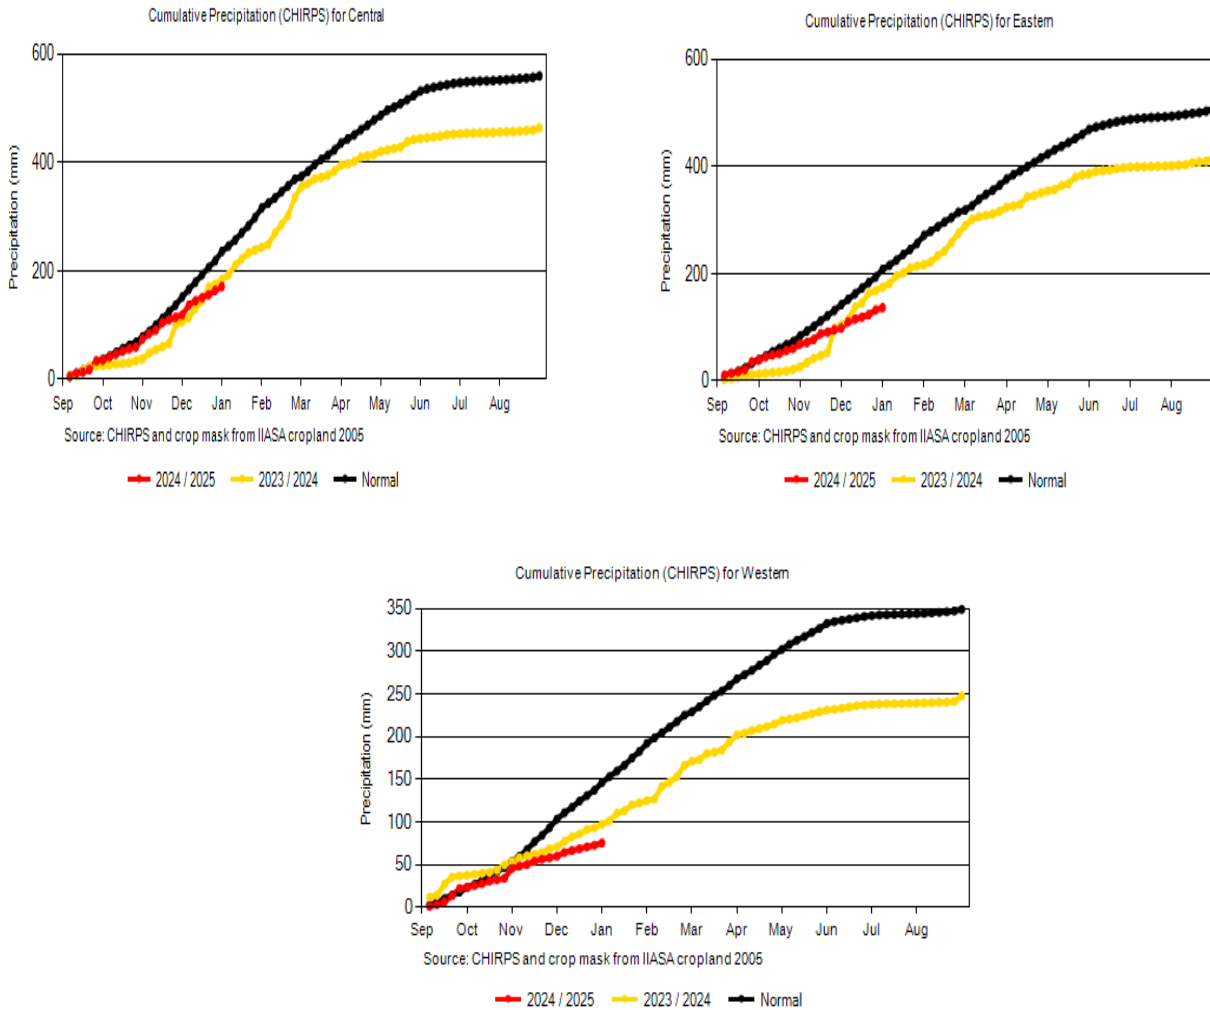 Cumulative Precipitation (CHIRPS) for Central
600
400
200
0
Precipitation (mm)
Sep Oct Nov Dec Jan Feb Mar Apr May Jun Jul Aug
Source: CHIRPS and crop mask from IIASA cropland 2005
2024 / 2025 2023 / 2024 Normal
Cumulative Precipitation (CHIRPS) for Eastern
600
400
200
0
Precipitation (mm)
Sep Oct Nov Dec Jan Feb Mar Apr May Jun Jul Aug
Source: CHIRPS and crop mask from IIASA cropland 2005
2024 / 2025 2023 / 2024 Normal
Cumulative Precipitation (CHIRPS) for Western
350
300
250
200
150
100
50
0
Precipitation (mm)
Sep Oct Nov Dec Jan Feb Mar Apr May Jun Jul Aug
Source: CHIRPS and crop mask from IIASA cropland 2005
2024 / 2025 2023 / 2024 Normal